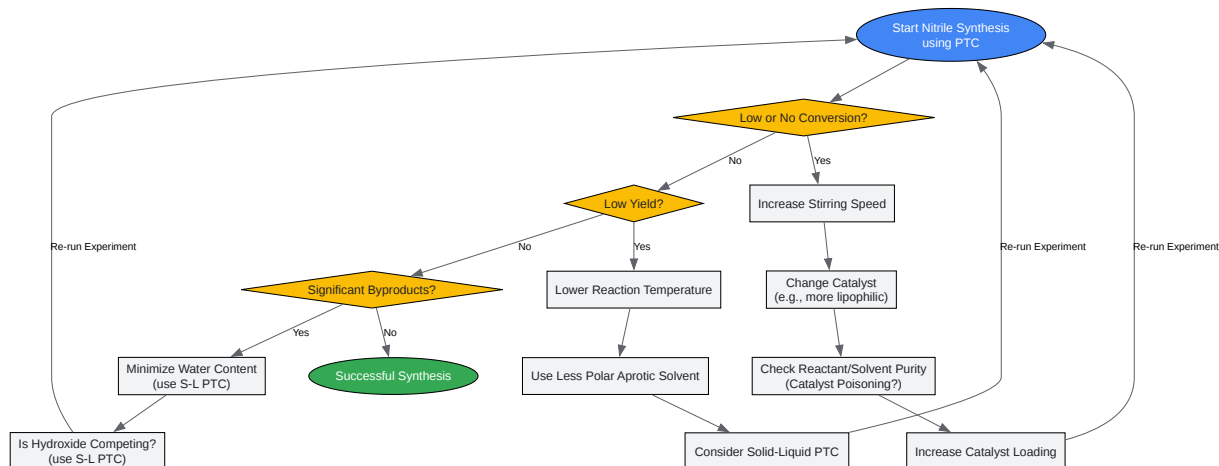 Start Nitrile Synthesis
using PTC
Low or No Conversion?
No
Yes
Low Yield?
Increase Stirring Speed
Re-run Experiment
No
Yes
Re-run Experiment
Re-run Experiment
Significant Byproducts?
Lower Reaction Temperature
Change Catalyst
(e.g., more lipophilic)
Yes
No
Minimize Water Content
(use S-L PTC)
Successful Synthesis
Use Less Polar Aprotic Solvent
Check Reactant/Solvent Purity
(Catalyst Poisoning?)
Is Hydroxide Competing?
(use S-L PTC)
Consider Solid-Liquid PTC
Increase Catalyst Loading